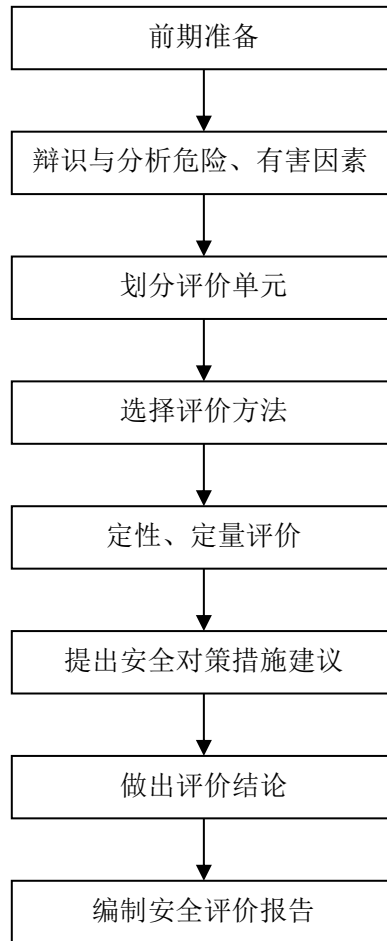 前期准备
辩识与分析危险、有害因素
划分评价单元
选择评价方法
定性、定量评价
提出安全对策措施建议
做出评价结论
编制安全评价报告